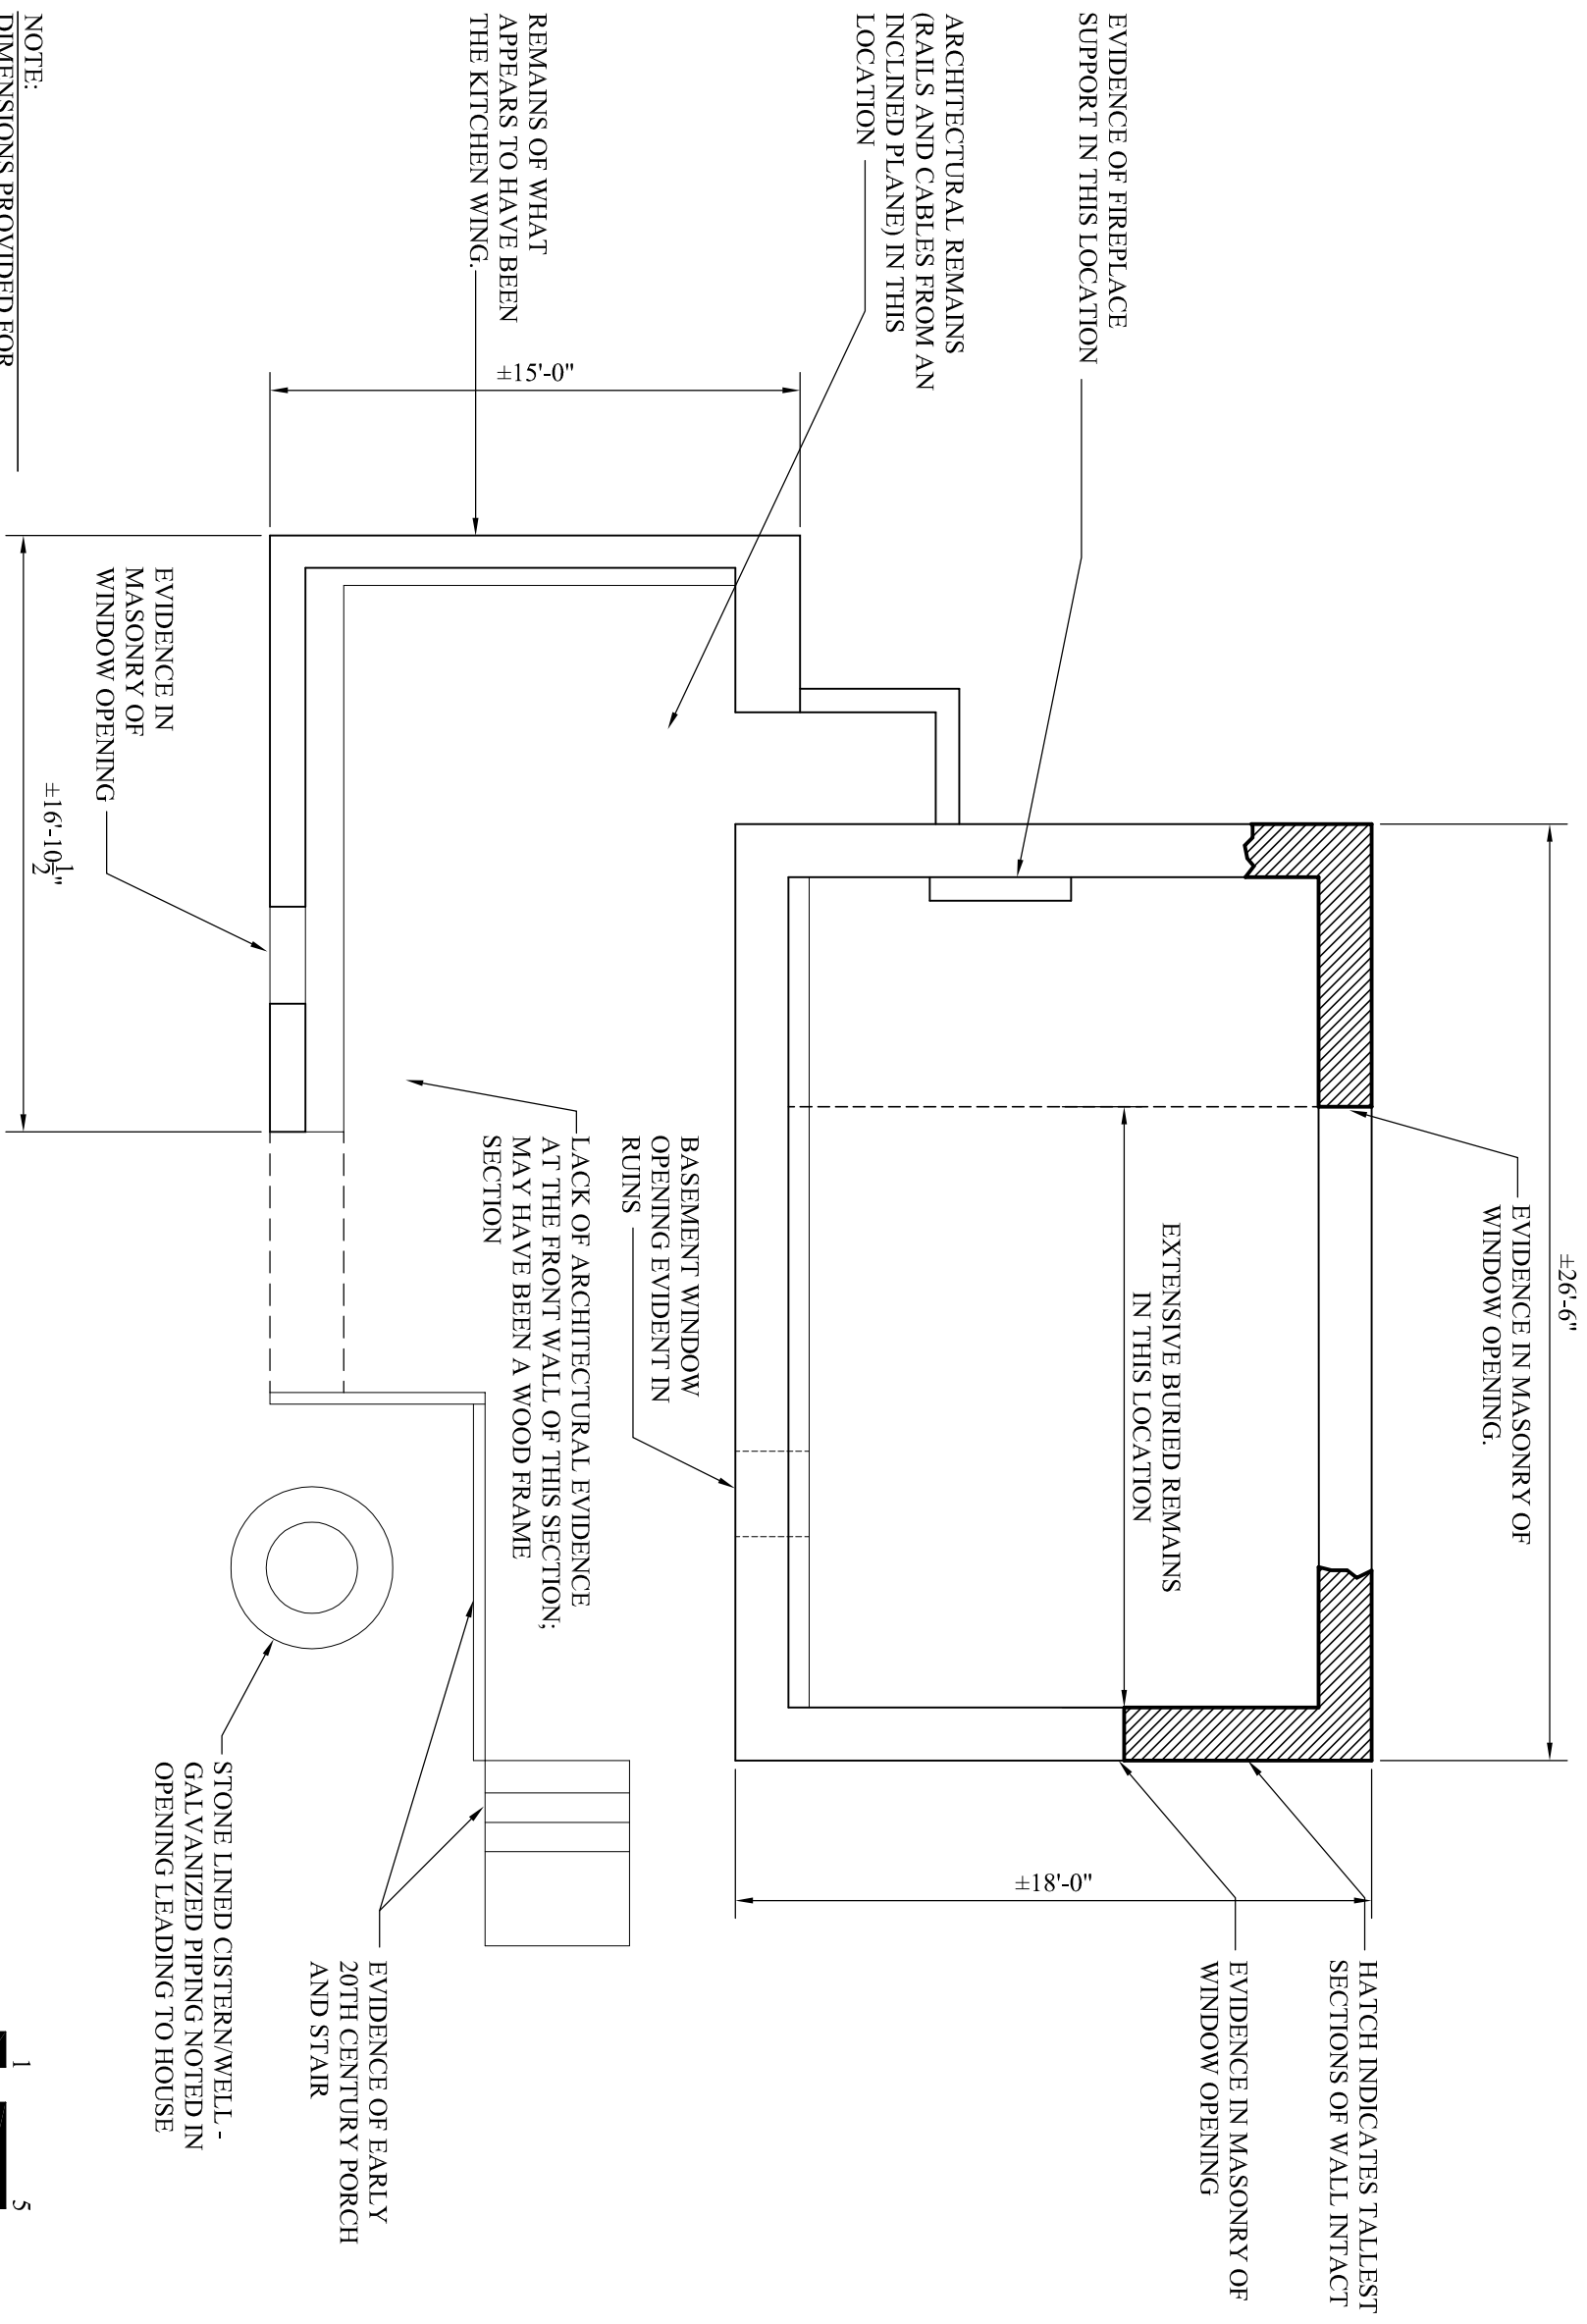 ±26'-6"
EVIDENCE IN MASONRY OF
WINDOW OPENING.
HATCH INDICATES TALLEST
SECTIONS OF WALL INTACT
EVIDENCE IN MASONRY OF
WINDOW OPENING
EXTENSIVE BURIED REMAINS
IN THIS LOCATION
EVIDENCE OF FIREPLACE
SUPPORT IN THIS LOCATION
±18'-0"
ARCHITECTURAL REMAINS
(RAILS AND CABLES FROM AN
INCLINED PLANE) IN THIS
LOCATION
BASEMENT WINDOW
OPENING EVIDENT IN
RUINS
LACK OF ARCHITECTURAL EVIDENCE
AT THE FRONT WALL OF THIS SECTION;
MAY HAVE BEEN A WOOD FRAME
SECTION
REMAINS OF WHAT
APPEARS TO HAVE BEEN
THE KITCHEN WING.
±15'-0"
EVIDENCE OF EARLY
20TH CENTURY PORCH
AND STAIR
STONE LINED CISTERN/WELL -
GALVANIZED PIPING NOTED IN
OPENING LEADING TO HOUSE
EVIDENCE IN
MASONRY OF
WINDOW OPENING
±16'-10½"
NOTE:
DIMENSIONS PROVIDED FOR
1 5